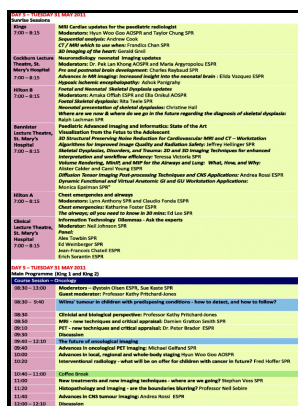 DAY 5 – TUESDAY 31 MAY 2011
Sunrise Sessions
Kings
7:00 – 8:15
MRI Cardiac updates for the paediatric radiologist
Moderators: Hyun Woo Goo AOSPR and Taylor Chung SPR
Sequential analysis: Andrew Cook
CT / MRI which to use when: Frandics Chan SPR
3D imaging of the heart: Gerald Greil
Cockburn Lecture
Theatre, St.
Mary's Hospital
7:00 – 8:15
Neuroradiology neonatal imaging updates
Moderators: Dr. Pek Lan Khong AOSPR and Maria Argyropoulou ESPR
Pre and postnatal brain development: Charles Raybaud SPR
Advances in MR imaging: increased insight into the neonatal brain: Elida Vazquez ESPR
Hypoxic Ischemic encephalopathy: Ashok Panigrahy
Hilton B
7:00 – 8:15
Foetal and Neonatal Skeletal Dysplasia updates
Moderators: Amaka Offiah ESPR and Ella Onikul AOSPR
Foetal Skeletal dysplasia: Rita Teele SPR
Neonatal presentation of skeletal dysplasias: Christine Hall
Where are we now & where do we go in the future regarding the diagnosis of skeletal dysplasia:
Ralph Lachman SPR
Bannister
Lecture Theatre,
St. Mary's
Hospital
7:00 – 8:15
Paediatric Advanced Imaging and Informatics: State of the Art
Visualisation from the Fetus to the Adolescent
3D Structural Preserving Noise Reduction for Cardiovascular MRI and CT – Workstation
Algorithms for Improved Image Quality and Radiation Safety: Jeffrey Hellinger SPR
Skeletal Dysplasias, Disorders, and Trauma: 2D and 3D Imaging Techniques for enhanced
Interpretation and workflow efficiency: Teresa Victoria SPR
Volume Rendering, MinIP, and MIP for the Airways and Lung: What, How, and Why:
Alistair Calder and Carol Young ESPR
Diffusion Tensor Imaging Post-processing Techniques and CNS Applications: Andrea Rossi ESPR
Dynamic Functional and Virtual Anatomic GI and GU Workstation Applications:
Monica Epelman SPR
Hilton A
7:00 – 8:15
Chest emergencies and airways
Moderators: Lynn Anthony SPR and Claudio Fonda ESPR
Chest emergencies: Katharine Foster ESPR
The airway; all you need to know in 30 mins: Ed Lee SPR
Clinical
Lecture Theatre,
St. Mary's
Hospital
7:00 – 8:15
Information Technology Dilemmas - Ask the experts
Moderator: Neil Johnson SPR
Panel:
Alex Towbin SPR
Ed Weinberger SPR
Jean-Francois Chateil ESPR
Erich Sorantin ESPR
DAY 5 – TUESDAY 31 MAY 2011
Main Programme (King 1 and King 2)
Course Session – Oncology
08:30 – 13:00 Moderators – Øystein Olsen ESPR, Sue Kaste SPR
Guest moderator: Professor Kathy Pritchard-Jones
08:30 – 9:40 Wilms' tumour in children with predisposing conditions - how to detect, and how to follow?
08:30 Clinical and biological perspective: Professor Kathy Pritchard-Jones
08:50 MRI - new techniques and critical appraisal: Damien Gratton Smith SPR
09:10 PET - new techniques and critical appraisal: Dr. Peter Brader ESPR
09:30 Discussion
09:40 – 12:10 The future of oncological imaging
09:40 Advances in oncological PET imaging: Michael Gelfand SPR
10:00 Advances in local, regional and whole-body staging Hyun Woo Goo AOSPR
10:20 Interventional radiology - what will be on offer for children with cancer in future? Fred Hoffer SPR
10:40 – 11:00 Coffee Break
11:00 New treatments and new imaging techniques - where are we going? Stephan Voss SPR
11:20 Histopathology and imaging - are the boundaries blurring? Professor Neil Sebire
11:40 Advances in CNS tumour imaging: Andrea Rossi ESPR
12:00 – 12:10 Discussion